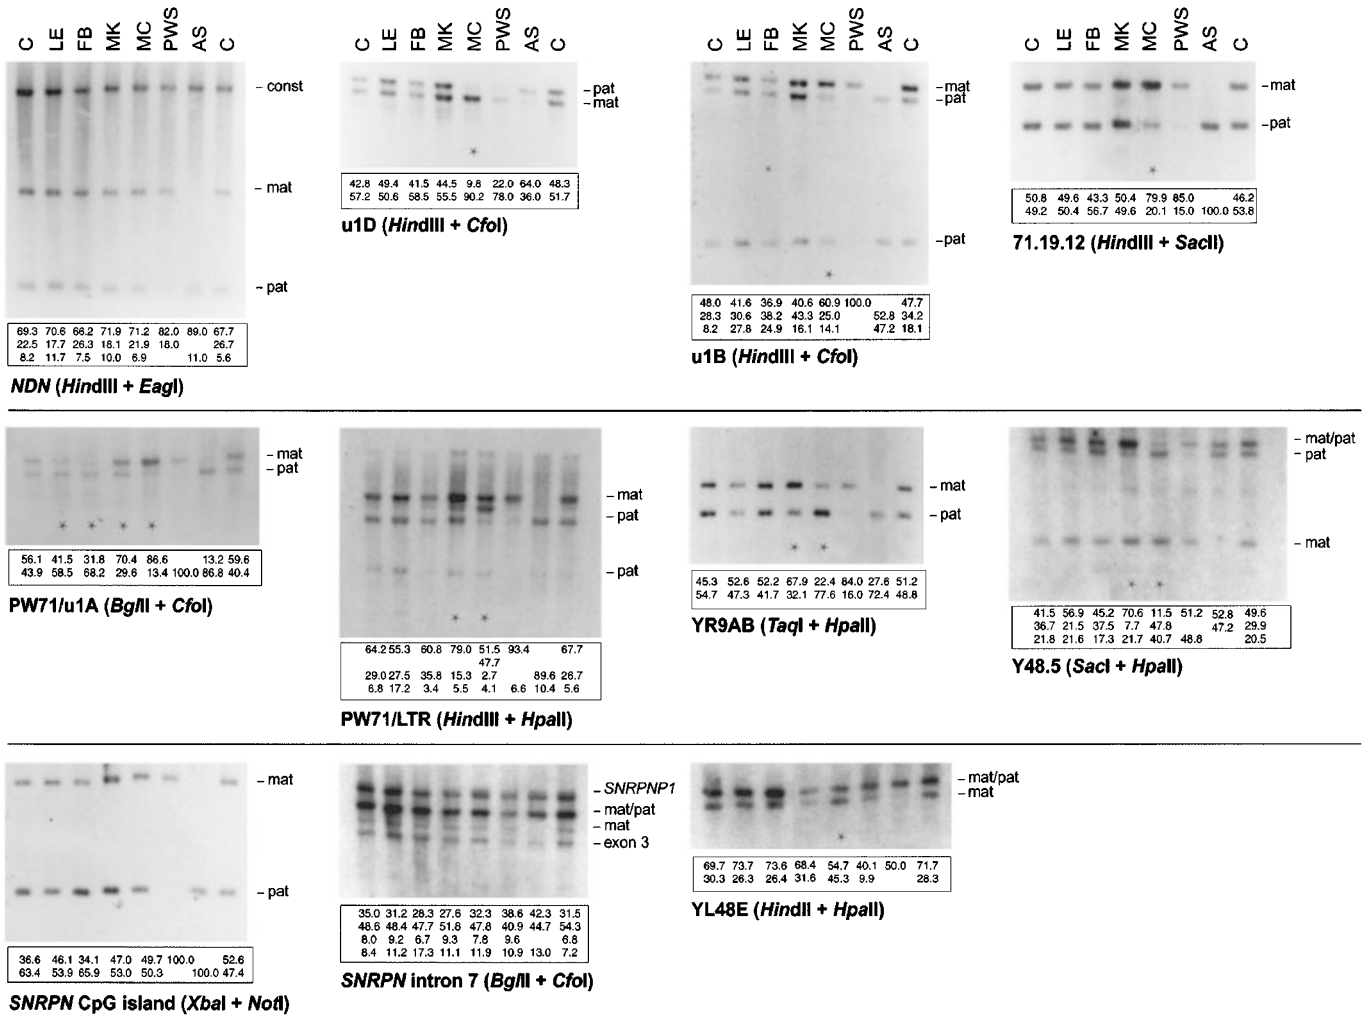 C LE FB MK MC PWS AS C
const
mat
pat
69.3 70.6 66.2 71.9 71.2 82.0 89.0 67.7
22.5 17.7 26.3 18.1 21.9 18.0 26.7
8.2 11.7 7.5 10.0 6.9 11.0 5.6
NDN (HindIII + EagI)
C LE FB MK MC PWS AS C
pat
mat
*
42.8 49.4 41.5 44.5 9.8 22.0 64.0 48.3
57.2 50.6 58.5 55.5 90.2 78.0 36.0 51.7
u1D (HindIII + CfoI)
C LE FB MK MC PWS AS C
mat
pat
*
pat
*
48.0 41.6 36.9 40.6 60.9 100.0 47.7
28.3 30.6 38.2 43.3 25.0 52.8 34.2
8.2 27.8 24.9 16.1 14.1 47.2 18.1
u1B (HindIII + CfoI)
C LE FB MK MC PWS AS C
mat
pat
*
50.8 49.6 43.3 50.4 79.9 85.0 46.2
49.2 50.4 56.7 49.6 20.1 15.0 100.0 53.8
71.19.12 (HindIII + SacII)
mat
pat
* * * *
56.1 41.5 31.8 70.4 86.6 13.2 59.6
43.9 58.5 68.2 29.6 13.4 100.0 86.8 40.4
PW71/u1A (BglII + CfoI)
mat
pat
pat
* *
64.2 55.3 60.8 79.0 51.5 93.4 67.7
47.7
29.0 27.5 35.8 15.3 2.7 89.6 26.7
6.8 17.2 3.4 5.5 4.1 6.6 10.4 5.6
PW71/LTR (HindIII + HpaII)
mat
pat
* *
45.3 52.6 52.2 67.9 22.4 84.0 27.6 51.2
54.7 47.3 41.7 32.1 77.6 16.0 72.4 48.8
YR9AB (TaqI + HpaII)
mat/pat
pat
mat
* *
41.5 56.9 45.2 70.6 11.5 51.2 52.8 49.6
36.7 21.5 37.5 7.7 47.8 47.2 29.9
21.8 21.6 17.3 21.7 40.7 48.8 20.5
Y48.5 (SacI + HpaII)
mat
pat
36.6 46.1 34.1 47.0 49.7 100.0 52.6
63.4 53.9 65.9 53.0 50.3 100.0 47.4
SNRPN CpG island (XbaI + NotI)
SNRPNP1
mat/pat
mat
exon 3
35.0 31.2 28.3 27.6 32.3 38.6 42.3 31.5
48.6 48.4 47.7 51.8 47.8 40.9 44.7 54.3
8.0 9.2 6.7 9.3 7.8 9.6 6.8
8.4 11.2 17.3 11.1 11.9 10.9 13.0 7.2
SNRPN intron 7 (BglII + CfoI)
mat/pat
mat
*
69.7 73.7 73.6 68.4 54.7 40.1 50.0 71.7
30.3 26.3 26.4 31.6 45.3 9.9 28.3
YL48E (HindII + HpaII)